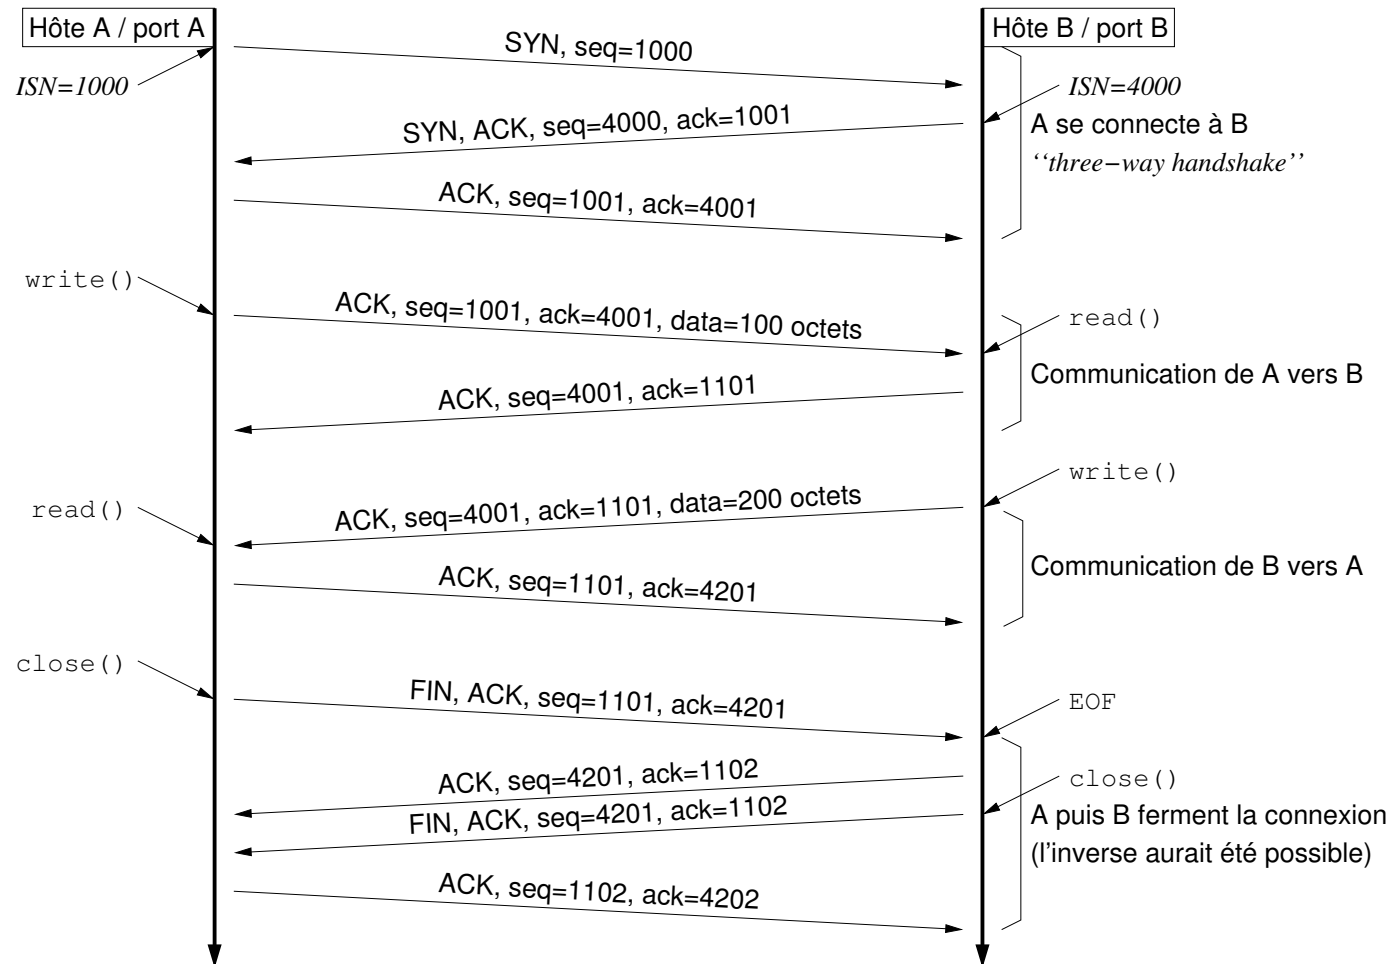 Hôte A / port A
Hôte B / port B
SYN, seq=1000
ISN=1000
ISN=4000
SYN, ACK, seq=4000, ack=1001
A se connecte à B
‘‘three−way handshake’’
ACK, seq=1001, ack=4001
write()
ACK, seq=1001, ack=4001, data=100 octets
read()
Communication de A vers B
ACK, seq=4001, ack=1101
write()
read()
ACK, seq=4001, ack=1101, data=200 octets
Communication de B vers A
ACK, seq=1101, ack=4201
close()
FIN, ACK, seq=1101, ack=4201
EOF
ACK, seq=4201, ack=1102
close()
FIN, ACK, seq=4201, ack=1102
A puis B ferment la connexion
(l'inverse aurait été possible)
ACK, seq=1102, ack=4202